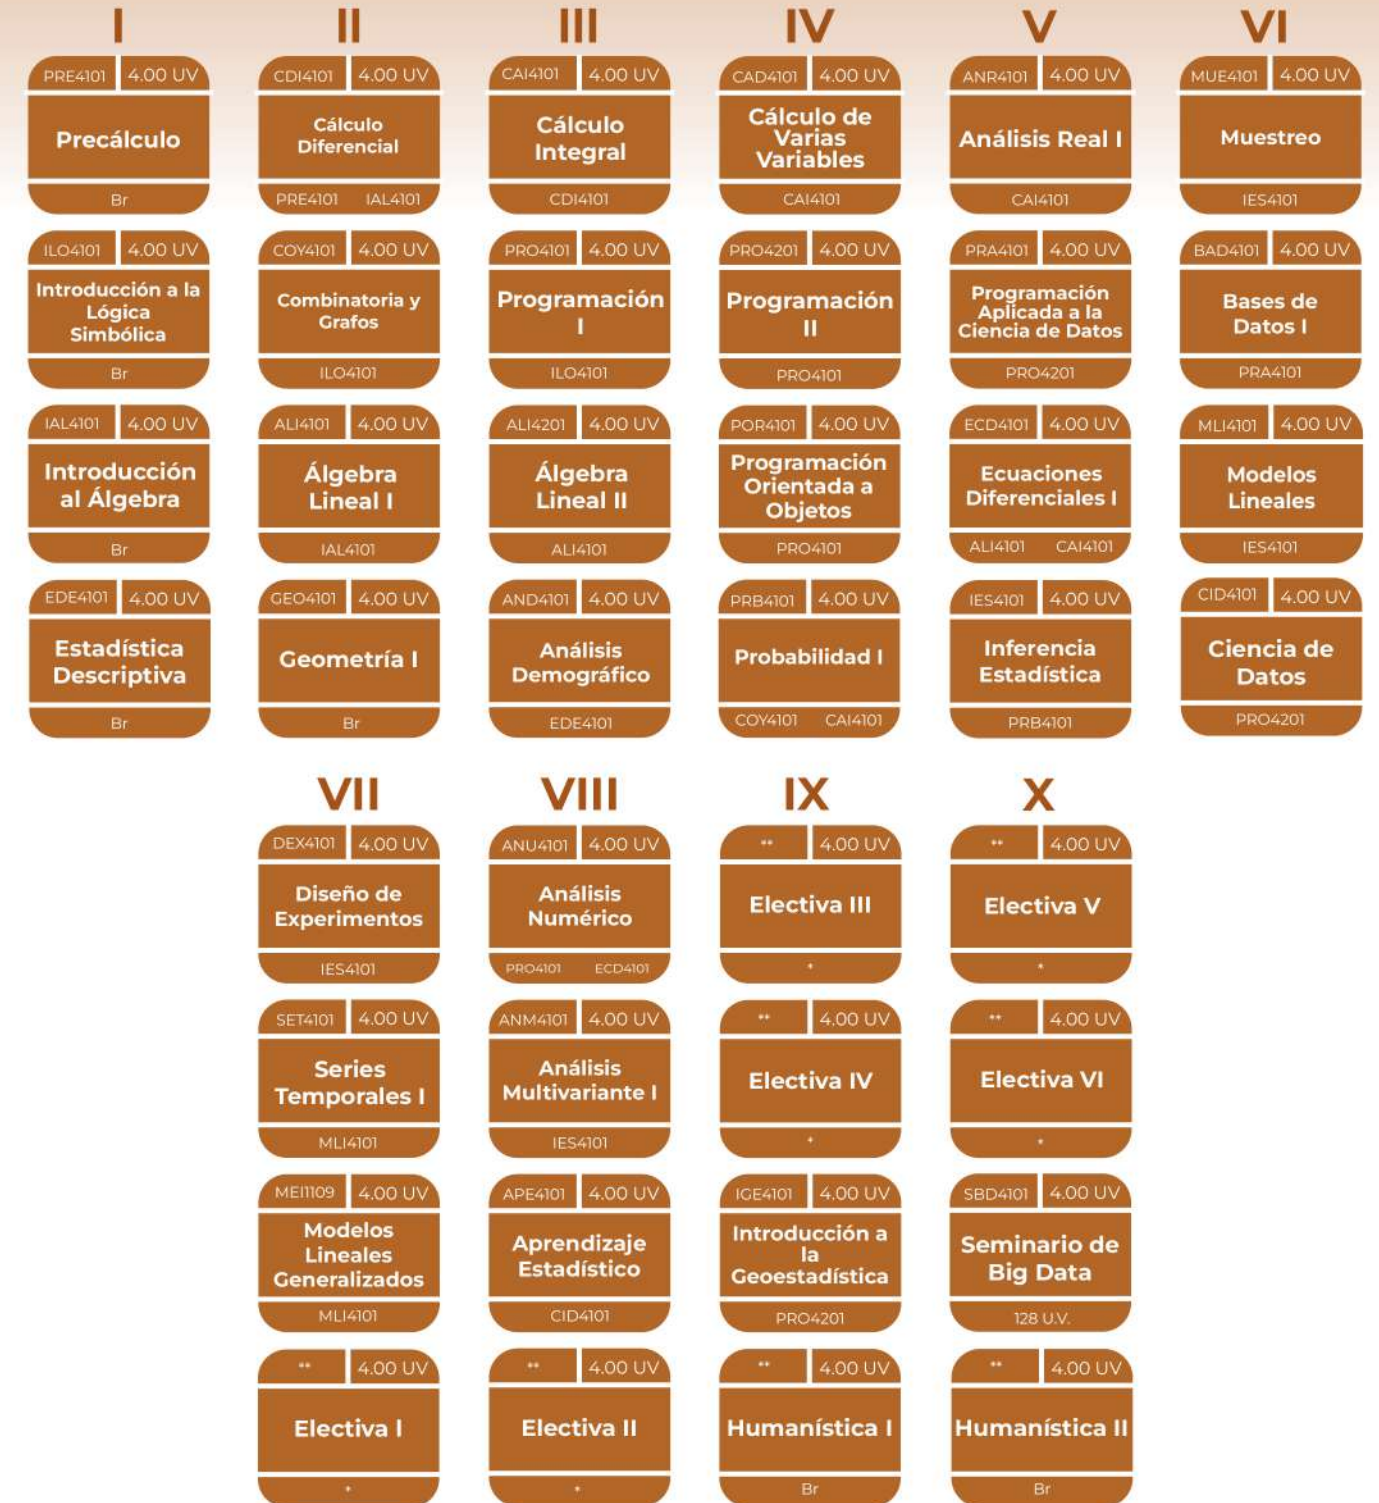 I
II
III
IV
V
VI
PRE4101 4.00 UV
Precálculo
Br
CDI4101 4.00 UV
Cálculo
Diferencial
PRE4101 IAL4101
CAI4101 4.00 UV
Cálculo
Integral
CDI4101
CAD4101 4.00 UV
Cálculo de
Varias
Variables
CAI4101
ANR4101 4.00 UV
Análisis Real I
CAI4101
MUE4101 4.00 UV
Muestreo
IES4101
ILO4101 4.00 UV
Introducción a la
Lógica
Simbólica
Br
COY4101 4.00 UV
Combinatoria y
Grafos
ILO4101
PRO4101 4.00 UV
Programación
I
ILO4101
PRO4201 4.00 UV
Programación
II
PRO4101
PRA4101 4.00 UV
Programación
Aplicada a la
Ciencia de Datos
PRO4201
BAD4101 4.00 UV
Bases de
Datos I
PRA4101
IAL4101 4.00 UV
Introducción
al Álgebra
Br
ALI4101 4.00 UV
Álgebra
Lineal I
IAL4101
ALI4201 4.00 UV
Álgebra
Lineal II
ALI4101
POR4101 4.00 UV
Programación
Orientada a
Objetos
PRO4101
ECD4101 4.00 UV
Ecuaciones
Diferenciales I
ALI4101 CAI4101
MLI4101 4.00 UV
Modelos
Lineales
IES4101
EDE4101 4.00 UV
Estadística
Descriptiva
Br
GEO4101 4.00 UV
Geometría I
Br
AND4101 4.00 UV
Análisis
Demográfico
EDE4101
PRB4101 4.00 UV
Probabilidad I
COY4101 CAI4101
IES4101 4.00 UV
Inferencia
Estadística
PRB4101
CID4101 4.00 UV
Ciencia de
Datos
PRO4201
VII
VIII
IX
X
DEX4101 4.00 UV
Diseño de
Experimentos
IES4101
ANU4101 4.00 UV
Análisis
Numérico
PRO4101 ECD4101
** 4.00 UV
Electiva III
*
** 4.00 UV
Electiva V
*
SET4101 4.00 UV
Series
Temporales I
MLI4101
ANM4101 4.00 UV
Análisis
Multivariante I
IES4101
** 4.00 UV
Electiva IV
*
** 4.00 UV
Electiva VI
*
MEI1109 4.00 UV
Modelos
Lineales
Generalizados
MLI4101
APE4101 4.00 UV
Aprendizaje
Estadístico
CID4101
IGE4101 4.00 UV
Introducción a
la
Geoestadística
PRO4201
SBD4101 4.00 UV
Seminario de
Big Data
128 U.V.
** 4.00 UV
Electiva I
*
** 4.00 UV
Electiva II
*
** 4.00 UV
Humanística I
Br
** 4.00 UV
Humanística II
Br